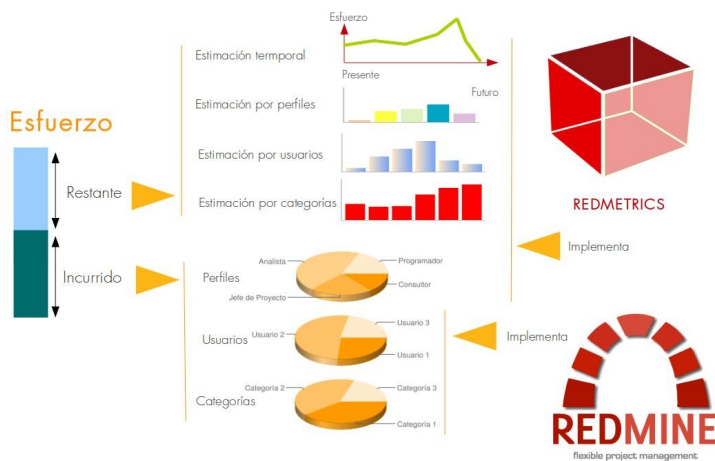 Esfuerzo
Restante
Incurrido
Estimación temporal
Esfuerzo
Presente
Futuro
Estimación por perfiles
Estimación por usuarios
Estimación por categorías
Perfiles
Analista
Programador
Consultor
Jefe de Proyecto
Usuarios
Usuario 2
Usuario 3
Usuario 1
Categorías
Categoría 2
Categoría 3
Categoría 1
REDMETRICS
Implementa
Implementa
REDMINE
flexible project management